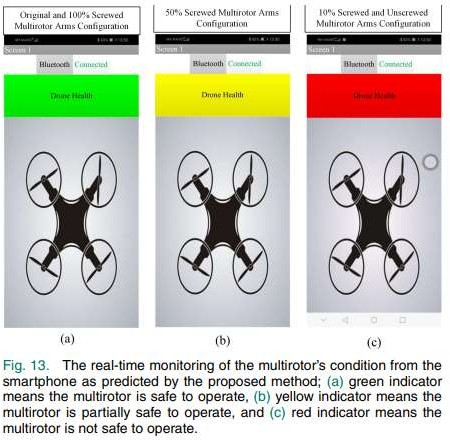 Original and 100% Screwed
Multirotor Arms Configuration
50% Screwed Multirotor Arms
Configuration
10% Screwed and Unscrewed
Multirotor Arms Configuration
Screen 1
Bluetooth Connected
Drone Health
Screen 1
Bluetooth Connected
Drone Health
Screen 1
Bluetooth Connected
Drone Health
(a)
(b)
(c)
Fig. 13. The real-time monitoring of the multirotor's condition from the
smartphone as predicted by the proposed method; (a) green indicator
means the multirotor is safe to operate, (b) yellow indicator means the
multirotor is partially safe to operate, and (c) red indicator means the
multirotor is not safe to operate.